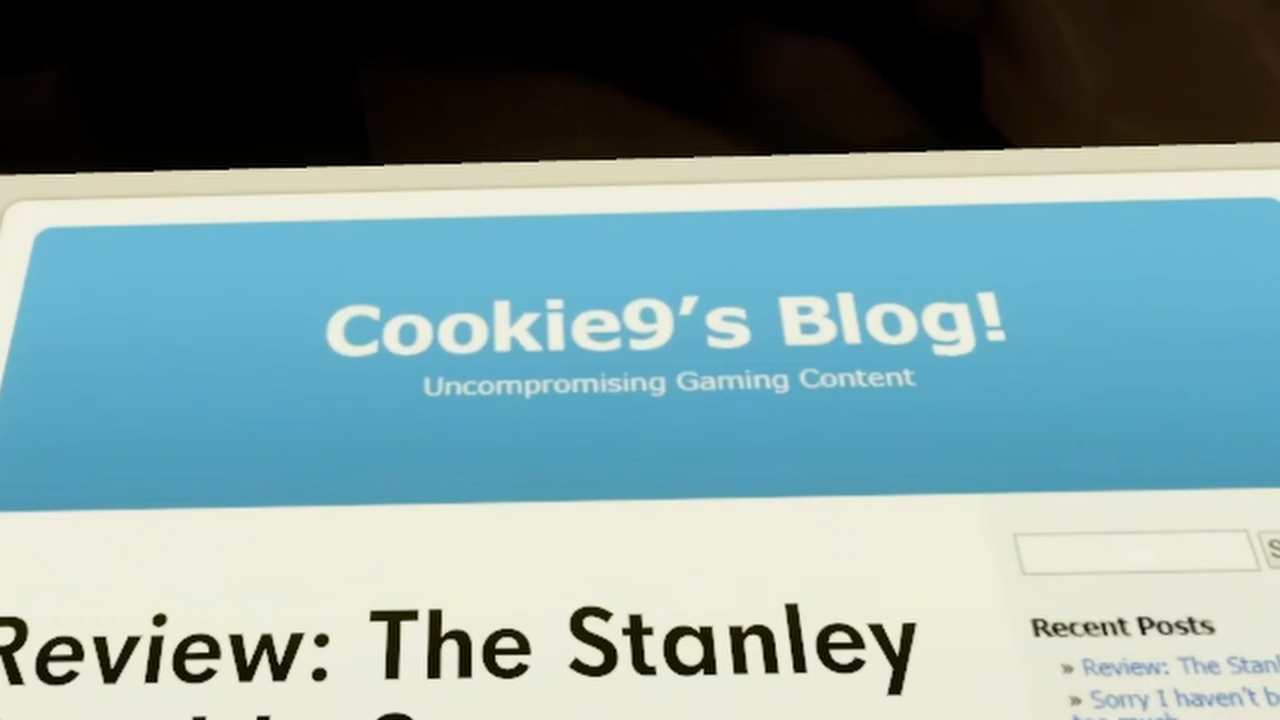 Cookie9's Blog!
Uncompromising Gaming Content
Review: The Stanley
Recent Posts
» Review: The
» Sorry I haven't